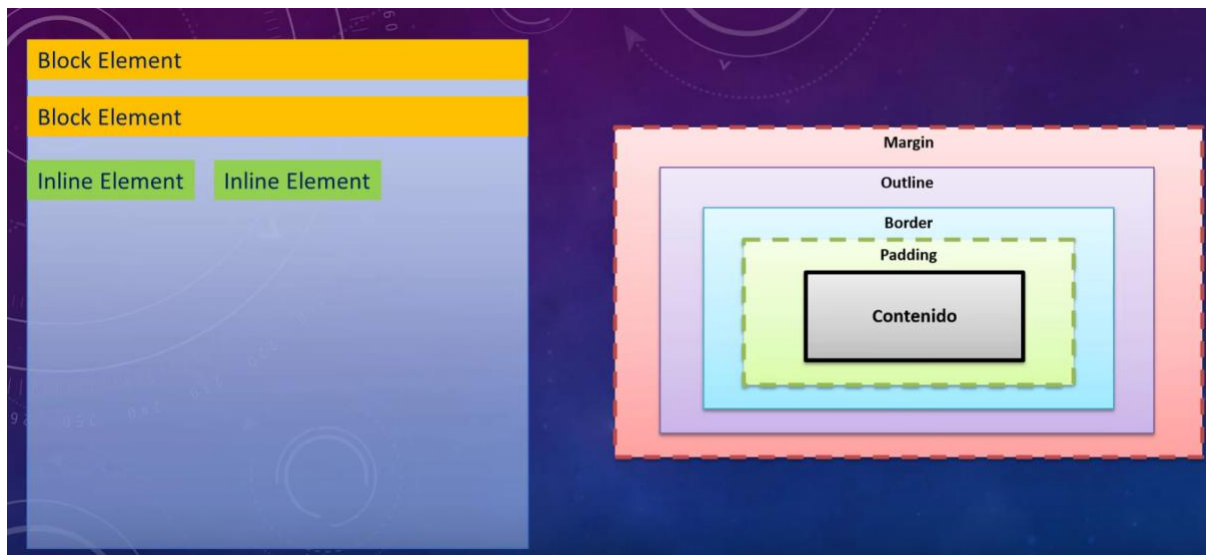 Block Element
Block Element
Inline Element Inline Element
Margin
Outline
Border
Padding
Contenido